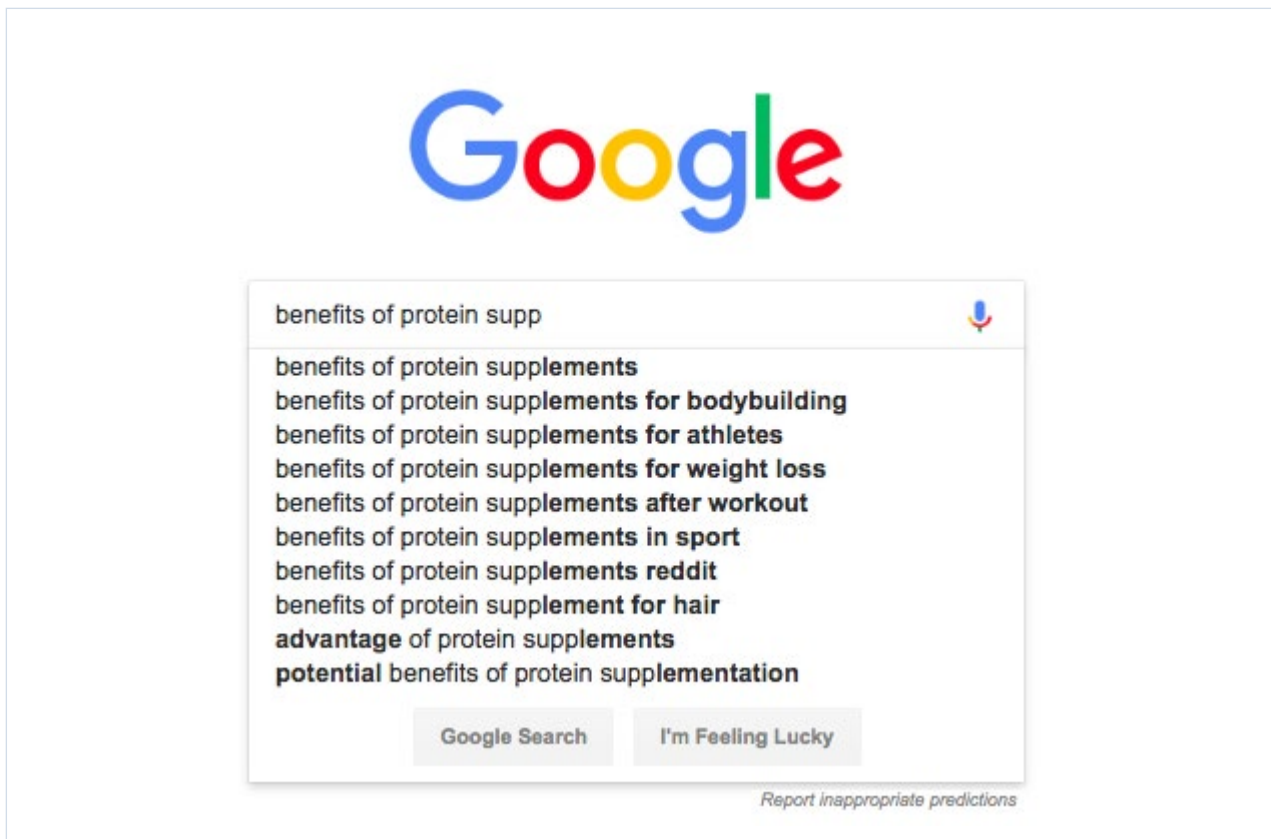 Google
benefits of protein supp
benefits of protein supplements
benefits of protein supplements for bodybuilding
benefits of protein supplements for athletes
benefits of protein supplements for weight loss
benefits of protein supplements after workout
benefits of protein supplements in sport
benefits of protein supplements reddit
benefits of protein supplement for hair
advantage of protein supplements
potential benefits of protein supplementation
Google Search I'm Feeling Lucky
Report inappropriate predictions